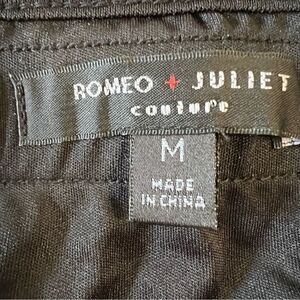 ROMEO + JULIET
couture
M
MADE
IN CHINA